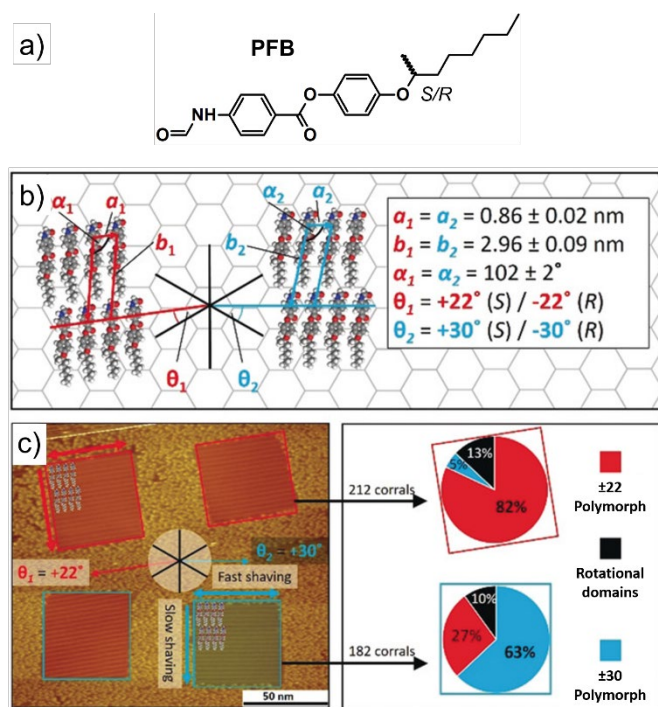 a)
PFB
S/R
O
O
NH
O
O
b)
α1 a1
b1
α2 a2
b2
θ1
θ2
a1 = a2 = 0.86 ± 0.02 nm
b1 = b2 = 2.96 ± 0.09 nm
α1 = α2 = 102 ± 2°
θ1 = +22° (S) / -22° (R)
θ2 = +30° (S) / -30° (R)
c)
θ1 = +22°
θ2 = +30°
Fast shaving
Slow shaving
50 nm
212 corrals
182 corrals
13%
5%
82%
10%
27%
63%
±22
Polymorph
Rotational
domains
±30
Polymorph